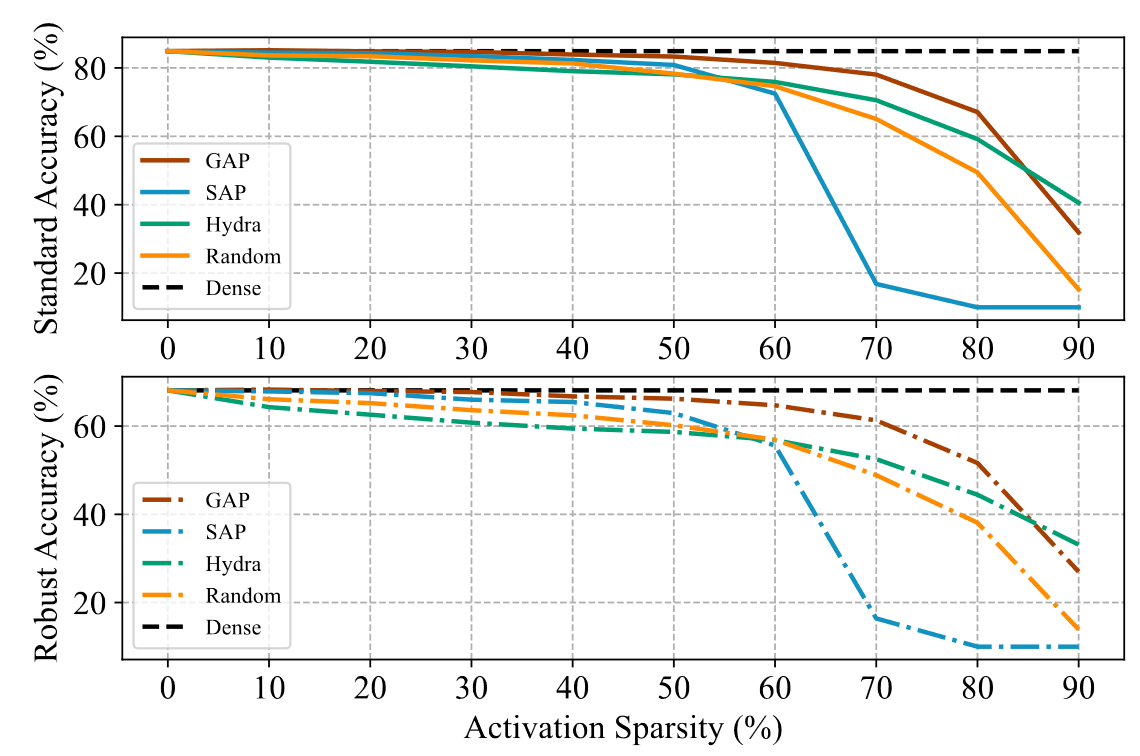 Standard Accuracy (%)
80
60
40
20
GAP
SAP
Hydra
Random
Dense
0 10 20 30 40 50 60 70 80 90
Robust Accuracy (%)
60
40
20
GAP
SAP
Hydra
Random
Dense
0 10 20 30 40 50 60 70 80 90
Activation Sparsity (%)